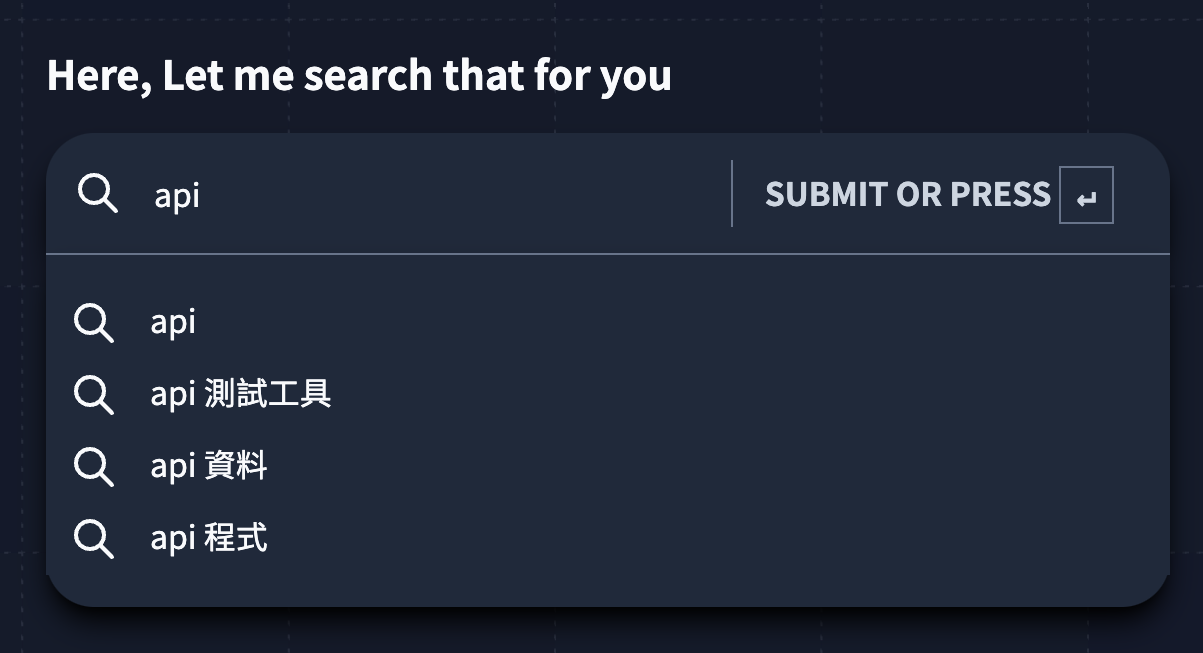 Here, Let me search that for you
api
SUBMIT OR PRESS ↵
api
api 測試工具
api 資料
api 程式